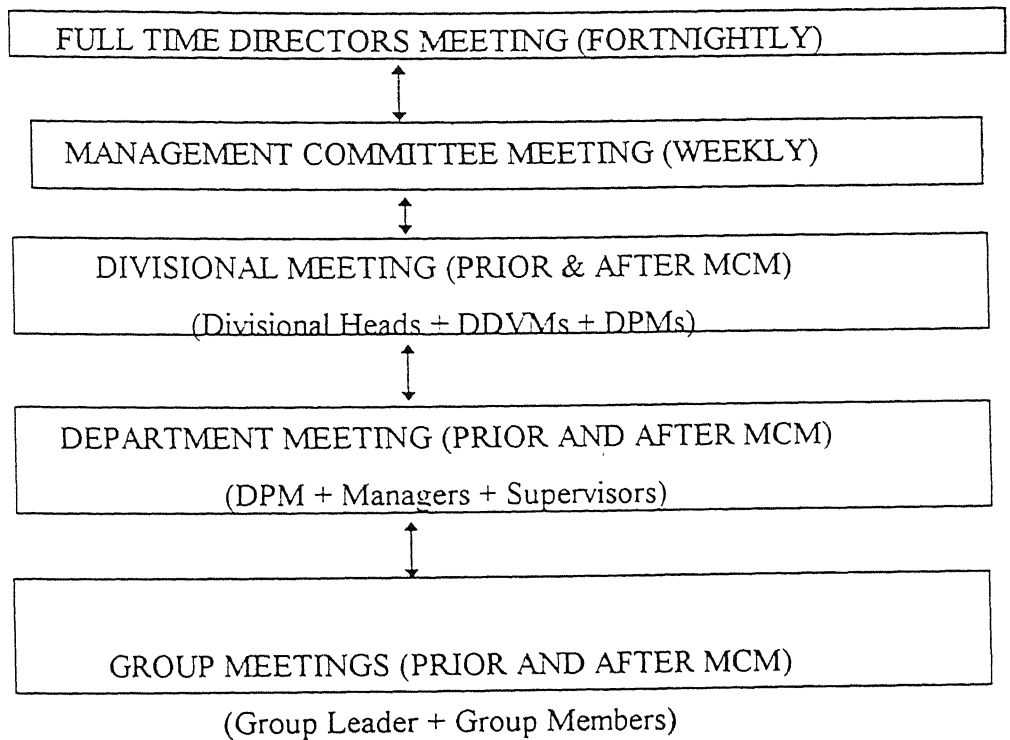 FULL TIME DIRECTORS MEETING (FORTNIGHTLY)
MANAGEMENT COMMITTEE MEETING (WEEKLY)
DIVISIONAL MEETING (PRIOR & AFTER MCM)
(Divisional Heads + DDVMs + DPMs)
DEPARTMENT MEETING (PRIOR AND AFTER MCM)
(DPM + Managers + Supervisors)
GROUP MEETINGS (PRIOR AND AFTER MCM)
(Group Leader + Group Members)